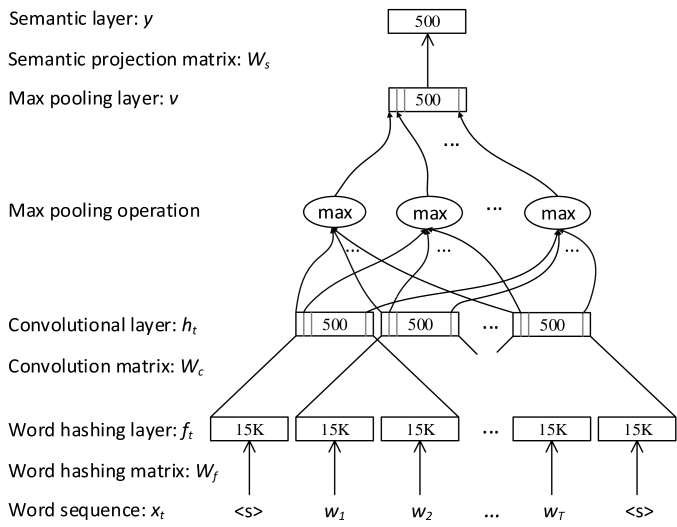 Semantic layer: y 500
Semantic projection matrix: Ws
Max pooling layer: v 500
...
Max pooling operation max max ... max
... ... ...
Convolutional layer: ht 500 500 ... 500
Convolution matrix: Wc
Word hashing layer: ft 15K 15K 15K ... 15K 15K
Word hashing matrix: Wf
Word sequence: xt <s> w1 w2 ... wT <s>